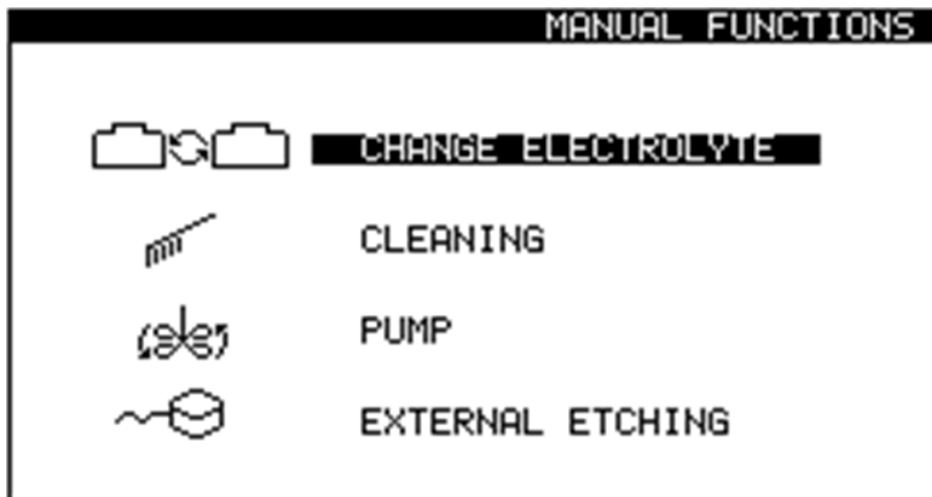 MANUAL FUNCTIONS
CHANGE ELECTROLYTE
CLEANING
PUMP
EXTERNAL ETCHING